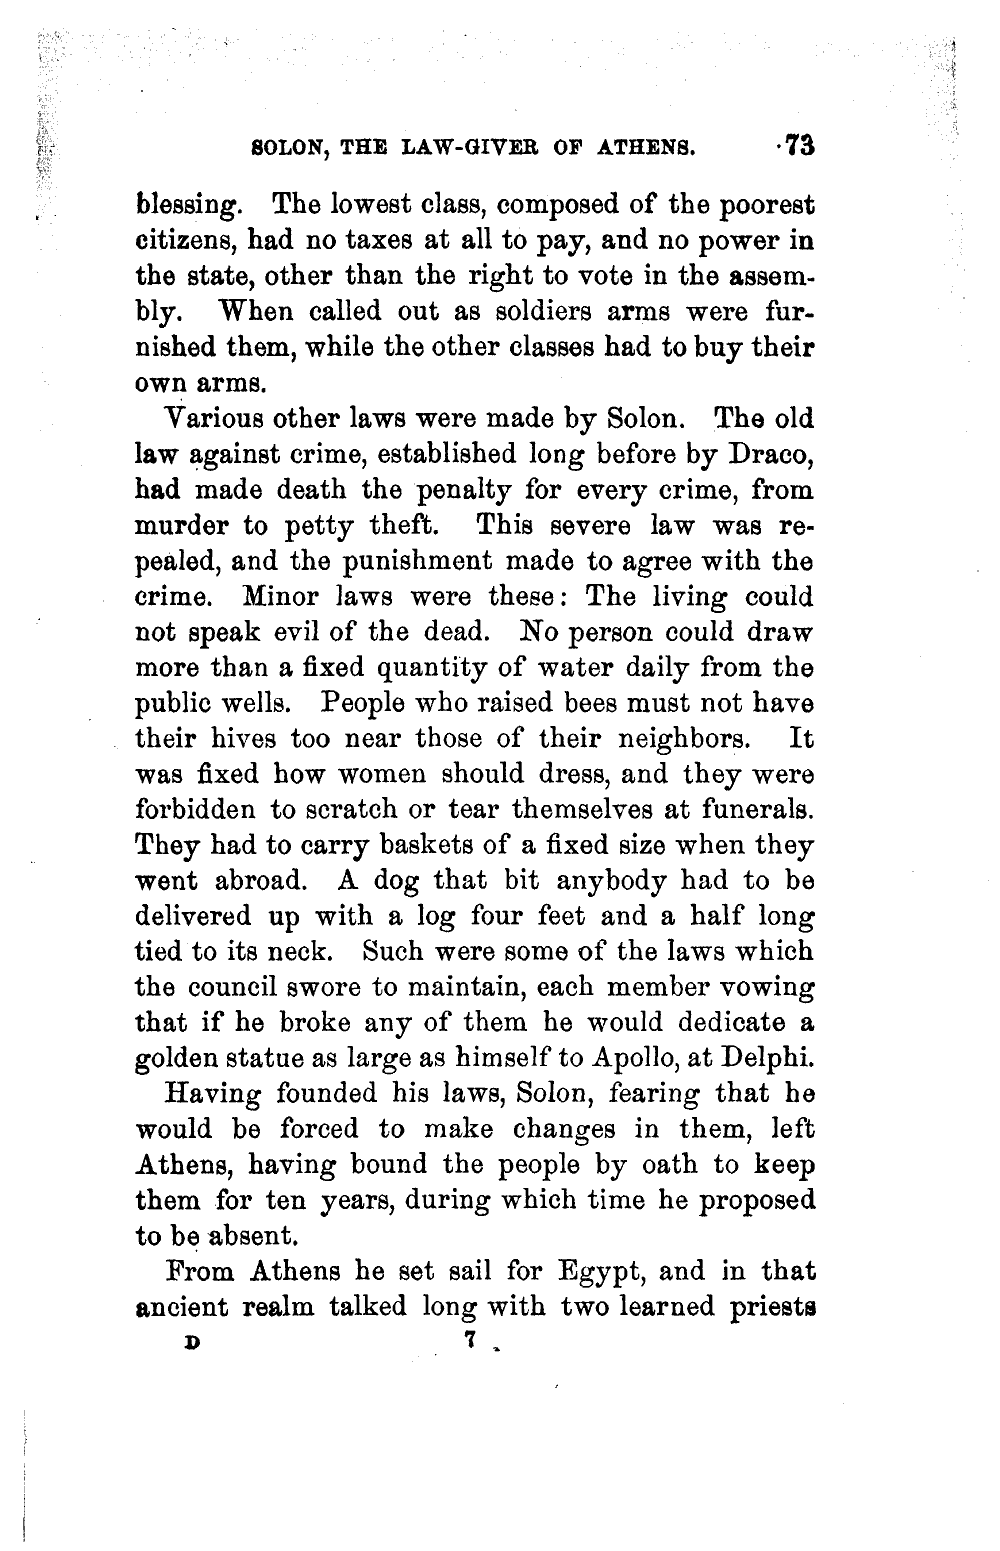 SOLON, THE LAW-GIVER OF ATHENS. 73
blessing. The lowest class, composed of the poorest
citizens, had no taxes at all to pay, and no power in
the state, other than the right to vote in the assem-
bly. When called out as soldiers arms were fur-
nished them, while the other classes had to buy their
own arms.
Various other laws were made by Solon. The old
law against crime, established long before by Draco,
had made death the penalty for every crime, from
murder to petty theft. This severe law was re-
pealed, and the punishment made to agree with the
crime. Minor laws were these: The living could
not speak evil of the dead. No person could draw
more than a fixed quantity of water daily from the
public wells. People who raised bees must not have
their hives too near those of their neighbors. It
was fixed how women should dress, and they were
forbidden to scratch or tear themselves at funerals.
They had to carry baskets of a fixed size when they
went abroad. A dog that bit anybody had to be
delivered up with a log four feet and a half long
tied to its neck. Such were some of the laws which
the council swore to maintain, each member vowing
that if he broke any of them he would dedicate a
golden statue as large as himself to Apollo, at Delphi.
Having founded his laws, Solon, fearing that he
would be forced to make changes in them, left
Athens, having bound the people by oath to keep
them for ten years, during which time he proposed
to be absent.
From Athens he set sail for Egypt, and in that
ancient realm talked long with two learned priests
D 7